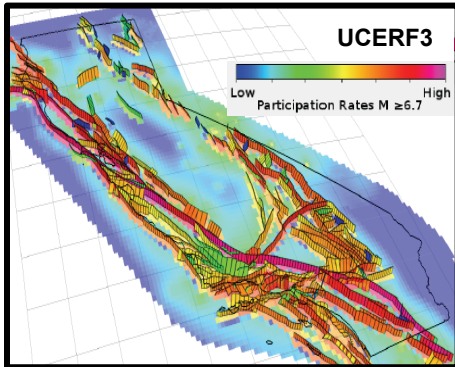 UCERF3
Low High
Participation Rates M ≥6.7